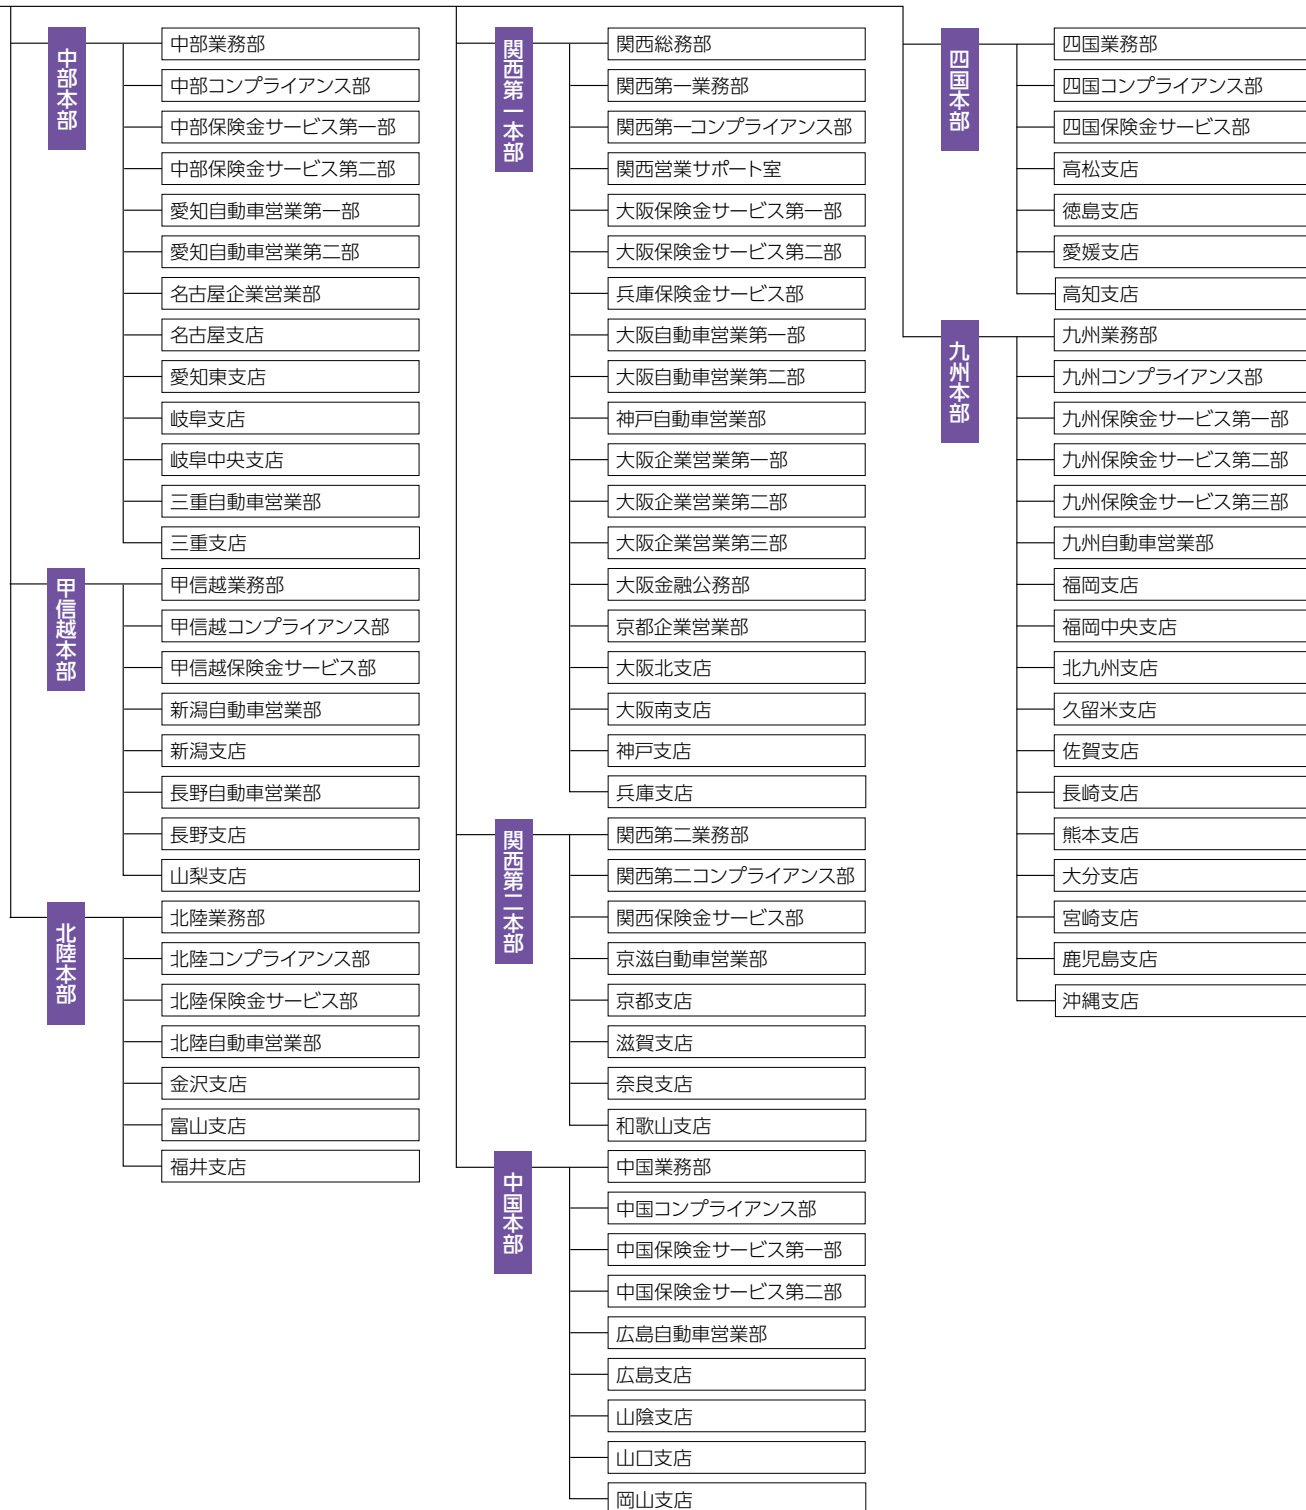 中部本部
中部業務部
中部コンプライアンス部
中部保険金サービス第一部
中部保険金サービス第二部
愛知自動車営業第一部
愛知自動車営業第二部
名古屋企業営業部
名古屋支店
愛知東支店
岐阜支店
岐阜中央支店
三重自動車営業部
三重支店
甲信越本部
甲信越業務部
甲信越コンプライアンス部
甲信越保険金サービス部
新潟自動車営業部
新潟支店
長野自動車営業部
長野支店
山梨支店
北陸本部
北陸業務部
北陸コンプライアンス部
北陸保険金サービス部
北陸自動車営業部
金沢支店
富山支店
福井支店
関西第一本部
関西総務部
関西第一業務部
関西第一コンプライアンス部
関西営業サポート室
大阪保険金サービス第一部
大阪保険金サービス第二部
兵庫保険金サービス部
大阪自動車営業第一部
大阪自動車営業第二部
神戸自動車営業部
大阪企業営業第一部
大阪企業営業第二部
大阪企業営業第三部
大阪金融公務部
京都企業営業部
大阪北支店
大阪南支店
神戸支店
兵庫支店
関西第二本部
関西第二業務部
関西第二コンプライアンス部
関西保険金サービス部
京滋自動車営業部
京都支店
滋賀支店
奈良支店
和歌山支店
中国本部
中国業務部
中国コンプライアンス部
中国保険金サービス第一部
中国保険金サービス第二部
広島自動車営業部
広島支店
山陰支店
山口支店
岡山支店
四国本部
四国業務部
四国コンプライアンス部
四国保険金サービス部
高松支店
徳島支店
愛媛支店
高知支店
九州本部
九州業務部
九州コンプライアンス部
九州保険金サービス第一部
九州保険金サービス第二部
九州保険金サービス第三部
九州自動車営業部
福岡支店
福岡中央支店
北九州支店
久留米支店
佐賀支店
長崎支店
熊本支店
大分支店
宮崎支店
鹿児島支店
沖縄支店